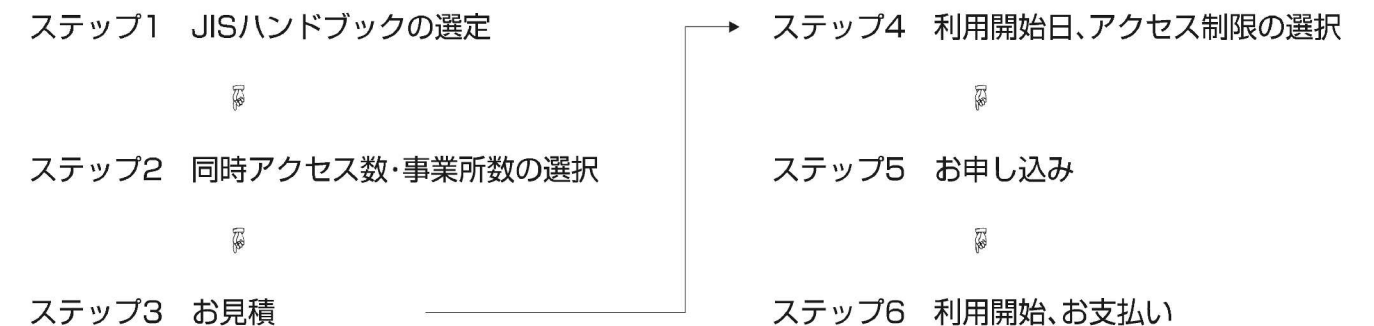 ステップ1 JISハンドブックの選定
ステップ2 同時アクセス数・事業所数の選択
ステップ3 お見積
ステップ4 利用開始日、アクセス制限の選択
ステップ5 お申し込み
ステップ6 利用開始、お支払い